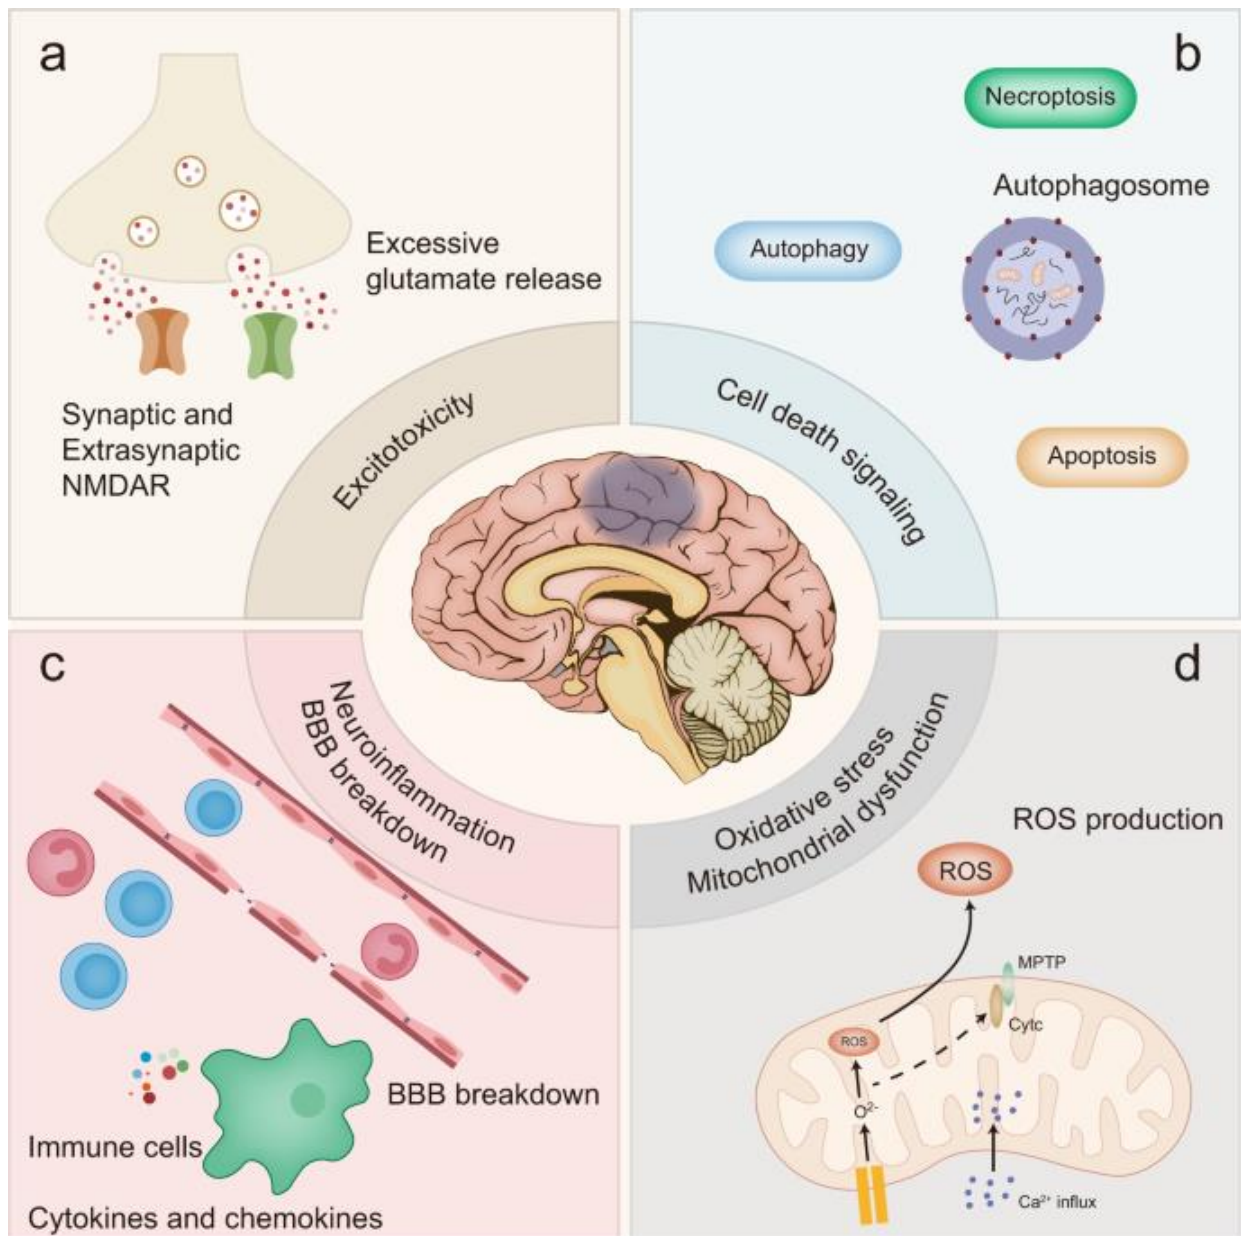 a
Excessive
glutamate release
Synaptic and
Extrasynaptic
NMDAR
Excitotoxicity
b
Necroptosis
Autophagosome
Autophagy
Apoptosis
Cell death signaling
c
Neuroinflammation
BBB breakdown
BBB breakdown
Immune cells
Cytokines and chemokines
d
Oxidative stress
Mitochondrial dysfunction
ROS production
ROS
MPTP
Cytc
ROS
O²⁻
Ca²⁺ influx